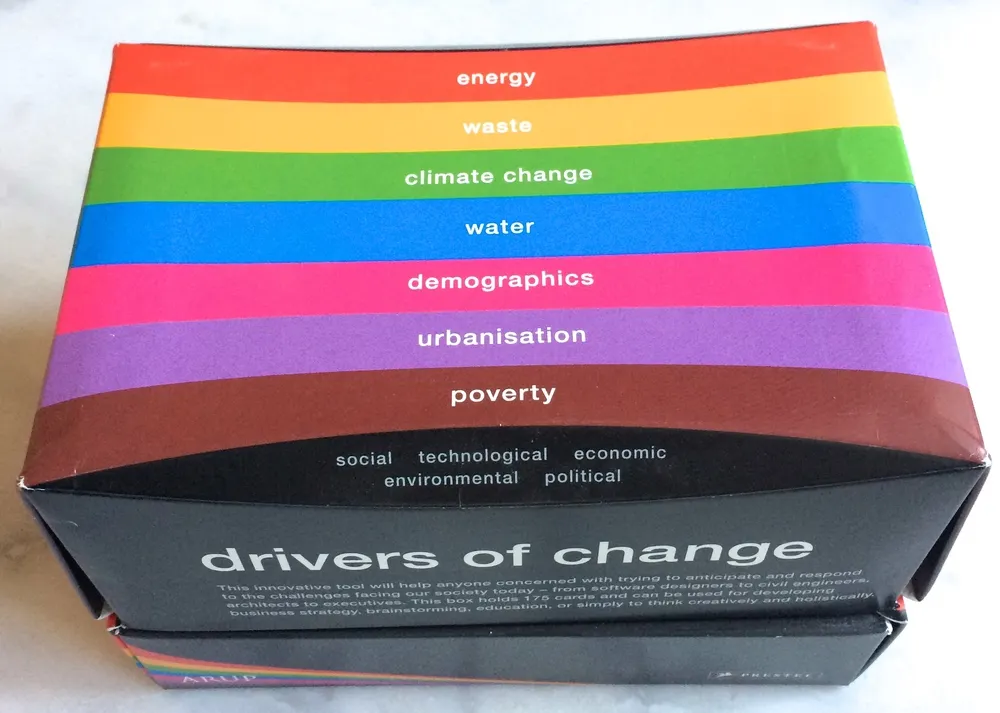 energy
waste
climate change
water
demographics
urbanisation
poverty
social technological economic
environmental political
drivers of change
This innovative tool will help anyone concerned with trying to anticipate and respond
to the challenges facing our society today – from software designers to civil engineers,
architects to executives. This box holds 175 cards and can be used for developing
business strategy, brainstorming, education, or simply to think creatively and holistically.
ARUP
PRESTEL